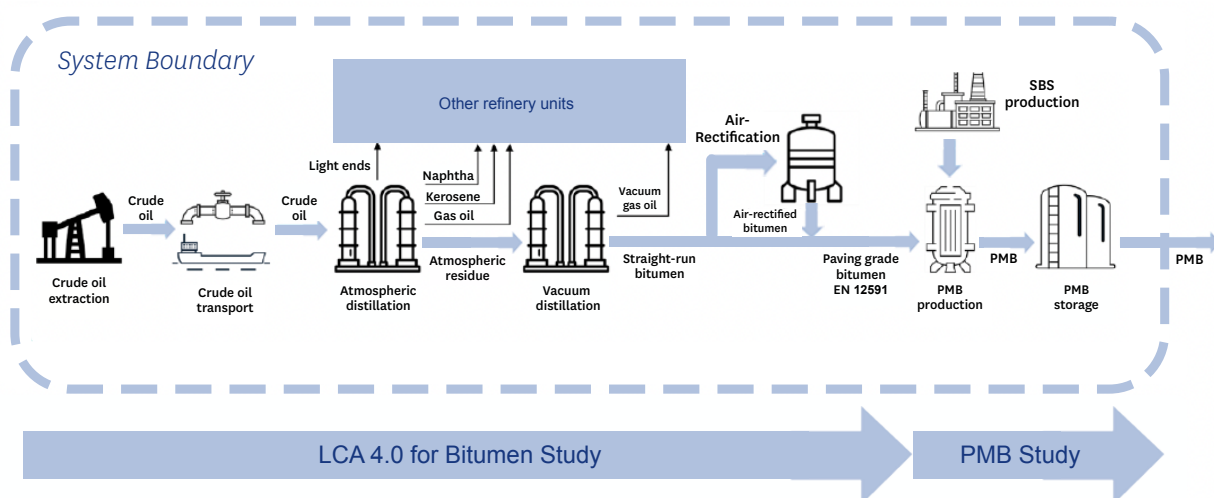 System Boundary
Other refinery units
SBS
production
Air-
Rectification
Light ends
Naphtha
Kerosene
Gas oil
Vacuum
gas oil
Crude
oil
Crude
oil
Air-rectified
bitumen
Crude oil
extraction
Crude oil
transport
Atmospheric
distillation
Atmospheric
residue
Vacuum
distillation
Straight-run
bitumen
Paving grade
bitumen
EN 12591
PMB
production
PMB
PMB
storage
PMB
LCA 4.0 for Bitumen Study
PMB Study